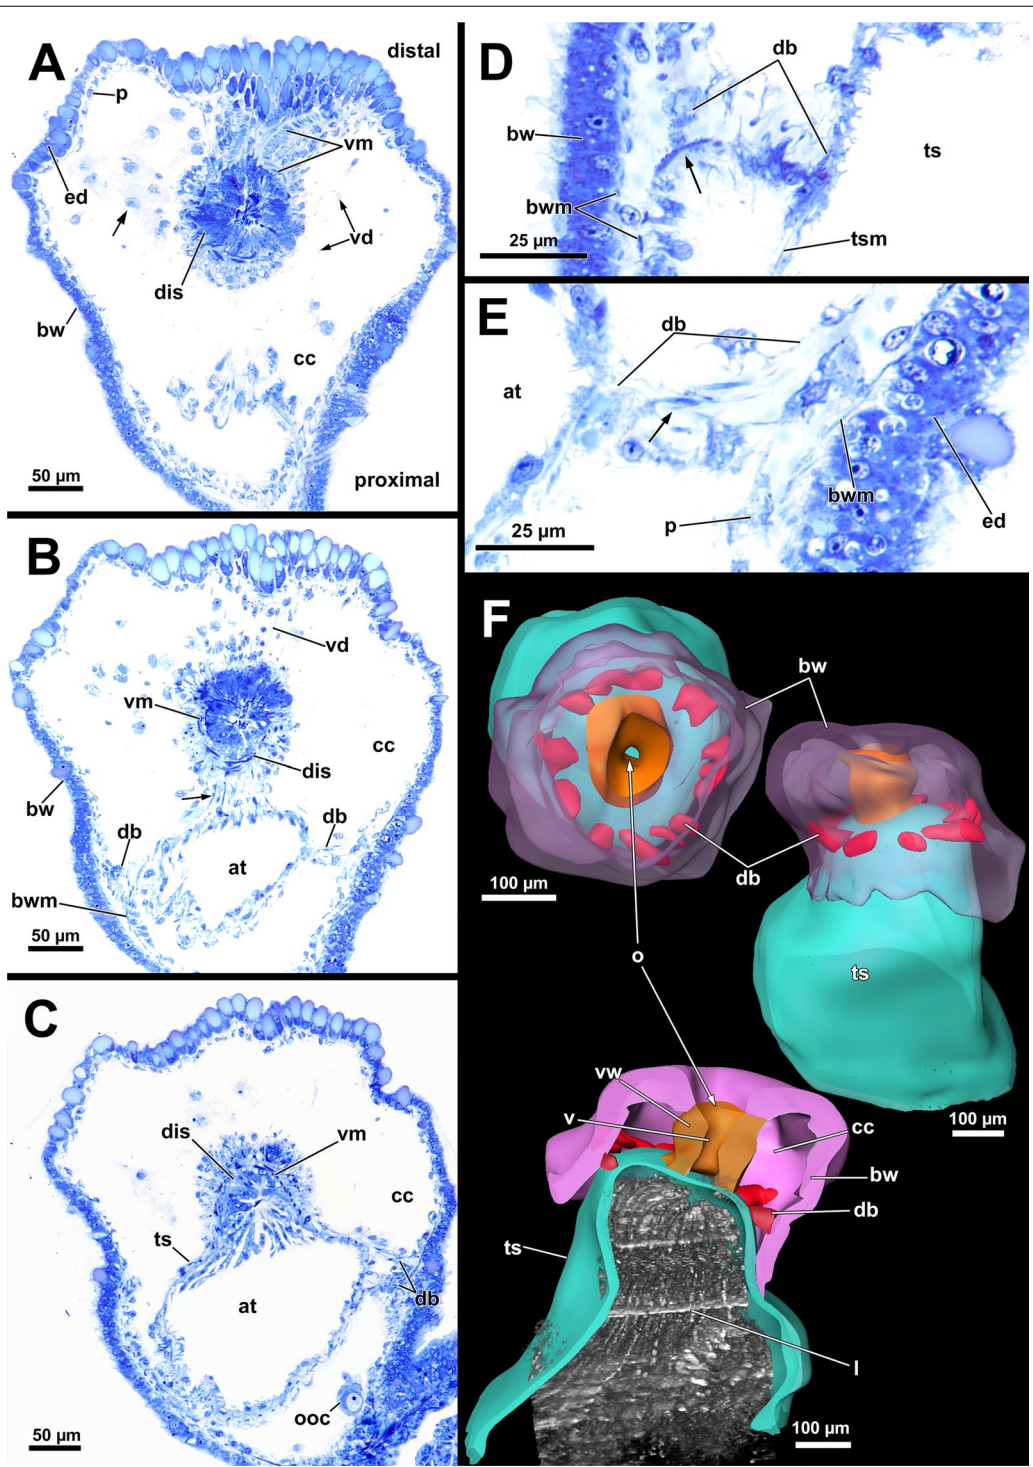 A
distal
p
vm
ed
vd
dis
bw
cc
50 µm
proximal
B
vd
vm
cc
dis
bw
db
db
at
bwm
50 µm
C
dis
vm
cc
ts
db
at
ooc
50 µm
D
db
bw
ts
bwm
tsm
25 µm
E
db
at
bwm
ed
p
25 µm
F
bw
db
100 µm
o
ts
100 µm
vw
v
cc
bw
db
ts
l
100 µm